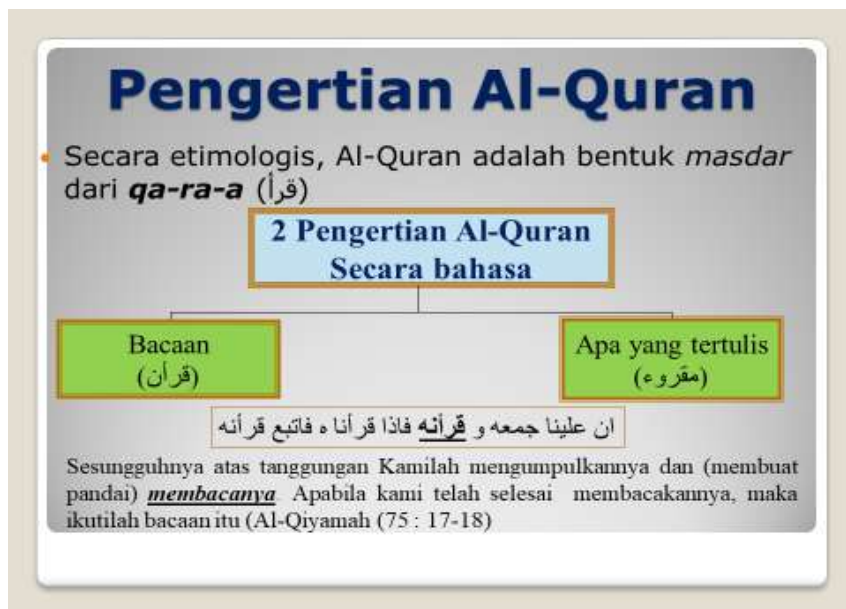 Pengertian Al-Quran
Secara etimologis, Al-Quran adalah bentuk masdar
dari qa-ra-a (قرأ)
2 Pengertian Al-Quran
Secara bahasa
Bacaan
(قرأن)
Apa yang tertulis
(مقروء)
ان علينا جمعه و قرأنه فاذا قرأنا ه فاتبع قرأنه
Sesungguhnya atas tanggungan Kamilah mengumpulkannya dan (membuat
pandai) membacanya. Apabila kami telah selesai membacakannya, maka
ikutilah bacaan itu (Al-Qiyamah (75 : 17-18)